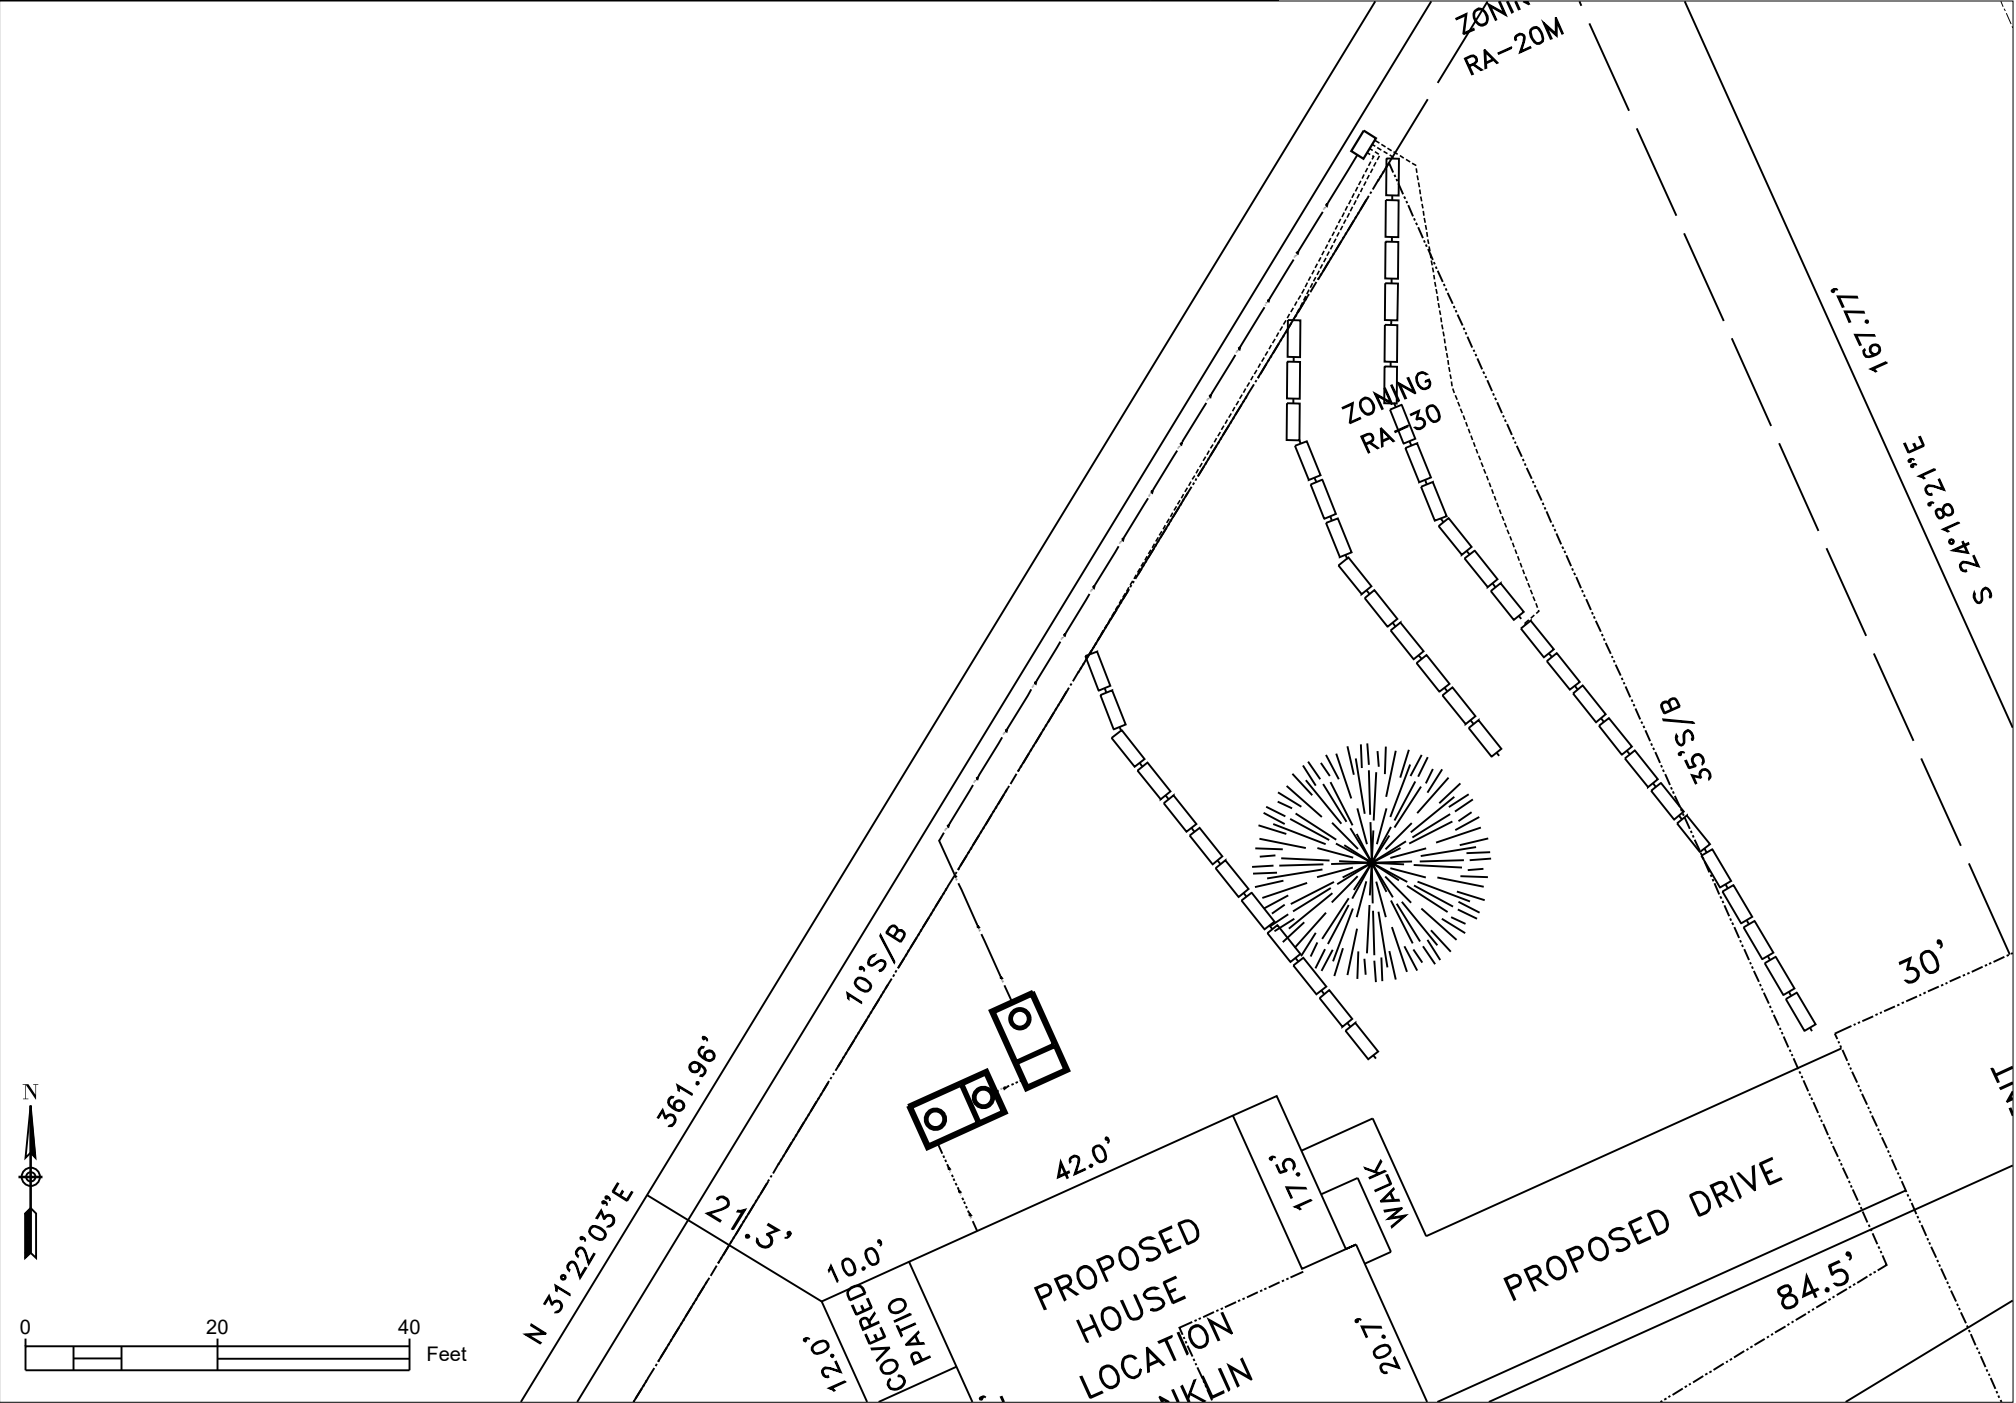 RA-20M
167.77'
S 24°18'21"E
ZONING
RA-30
35'S/B
30'
10'S/B
361.96'
N 31°22'03"E
21.3'
10.0'
42.0'
17.5'
WALK
PROPOSED DRIVE
84.5'
COVERED
PATIO
12.0'
PROPOSED
HOUSE
LOCATION
20.7'
N
0 20 40
Feet